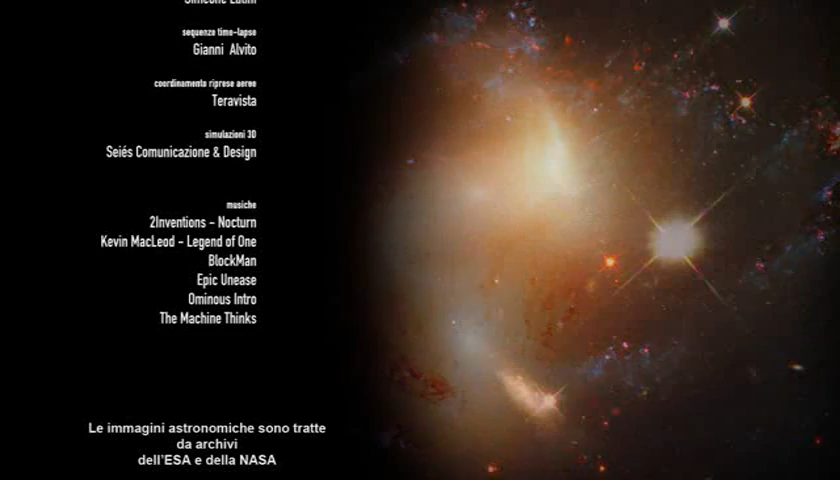 Simeone Latini
sequenze time-lapse
Gianni Alvito
coordinamento riprese aeree
Teravista
simulazioni 3D
Seiés Comunicazione & Design
musiche
2Inventions - Nocturn
Kevin MacLeod - Legend of One
BlockMan
Epic Unease
Ominous Intro
The Machine Thinks
Le immagini astronomiche sono tratte
da archivi
dell'ESA e della NASA